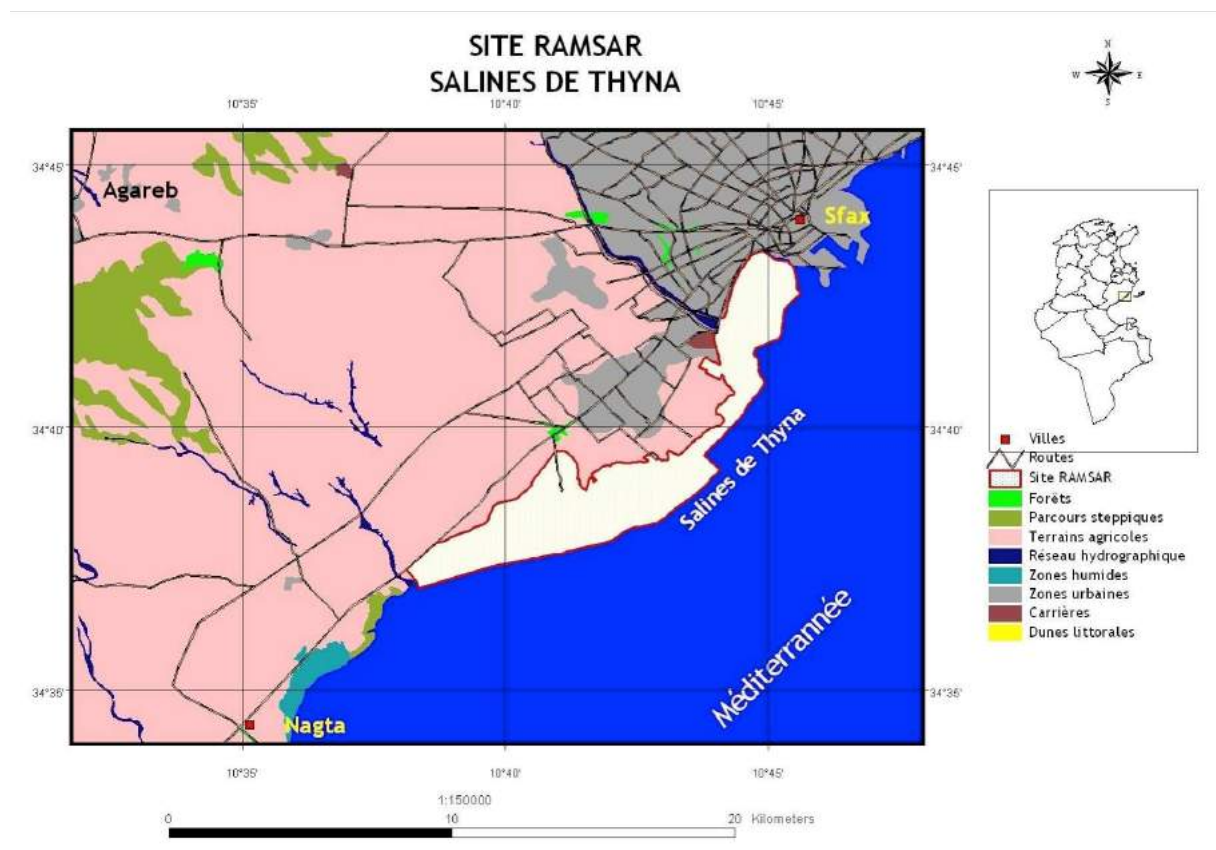 SITE RAMSAR
SALINES DE THYNA
N
W E
S
10°35' 10°40' 10°45'
34°45' 34°45'
Agareb
Sfax
34°40' 34°40'
Salines de Thyna
Méditerrannée
34°35' 34°35'
Nagta
10°35' 10°40' 10°45'
1:150000
0 10 20 Kilometers
Villes
Routes
Site RAMSAR
Forêts
Parcours steppiques
Terrains agricoles
Réseau hydrographique
Zones humides
Zones urbaines
Carrières
Dunes littorales